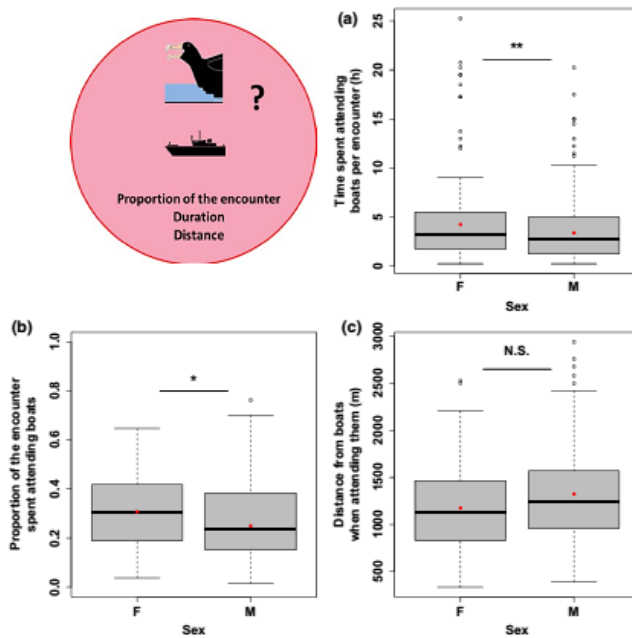 ?
Proportion of the encounter
Duration
Distance
(a)
Time spent attending
boats per encounter (h)
25
20
15
10
5
0
**
F
M
Sex
(b)
Proportion of the encounter
spent attending boats
1.0
0.8
0.6
0.4
0.2
0.0
*
F
M
Sex
(c)
Distance from boats
when attending them (m)
3000
2500
2000
1500
1000
500
N.S.
F
M
Sex